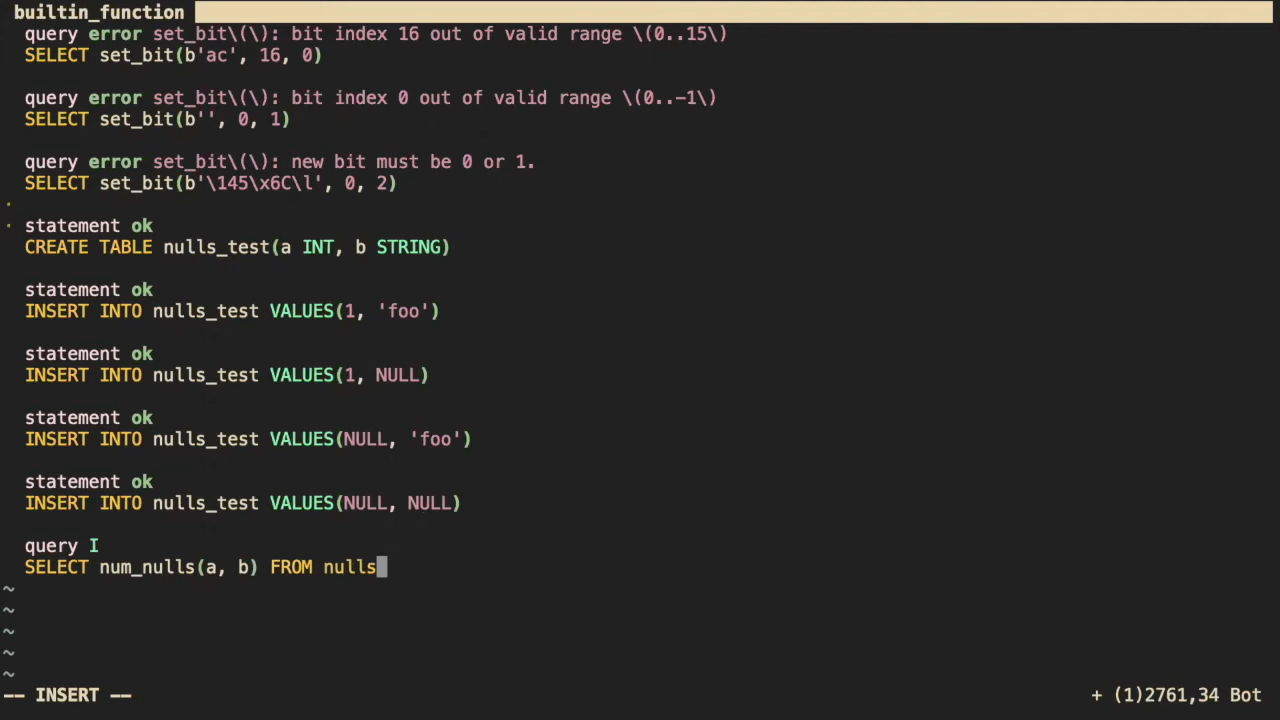 builtin_function
query error set_bit\(\): bit index 16 out of valid range \(0..15\)
SELECT set_bit(b'ac', 16, 0)
query error set_bit\(\): bit index 0 out of valid range \(0..-1\)
SELECT set_bit(b'', 0, 1)
query error set_bit\(\): new bit must be 0 or 1.
SELECT set_bit(b'\145\x6C\l', 0, 2)
statement ok
CREATE TABLE nulls_test(a INT, b STRING)
statement ok
INSERT INTO nulls_test VALUES(1, 'foo')
statement ok
INSERT INTO nulls_test VALUES(1, NULL)
statement ok
INSERT INTO nulls_test VALUES(NULL, 'foo')
statement ok
INSERT INTO nulls_test VALUES(NULL, NULL)
query I
SELECT num_nulls(a, b) FROM nulls
~
~
~
~
~
-- INSERT -- + (1)2761,34 Bot